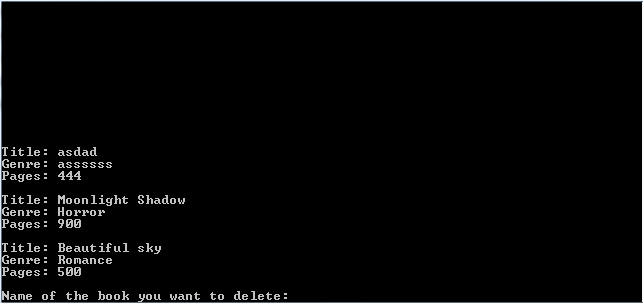 Title: asdad
Genre: assssss
Pages: 444
Title: Moonlight Shadow
Genre: Horror
Pages: 900
Title: Beautiful sky
Genre: Romance
Pages: 500
Name of the book you want to delete: